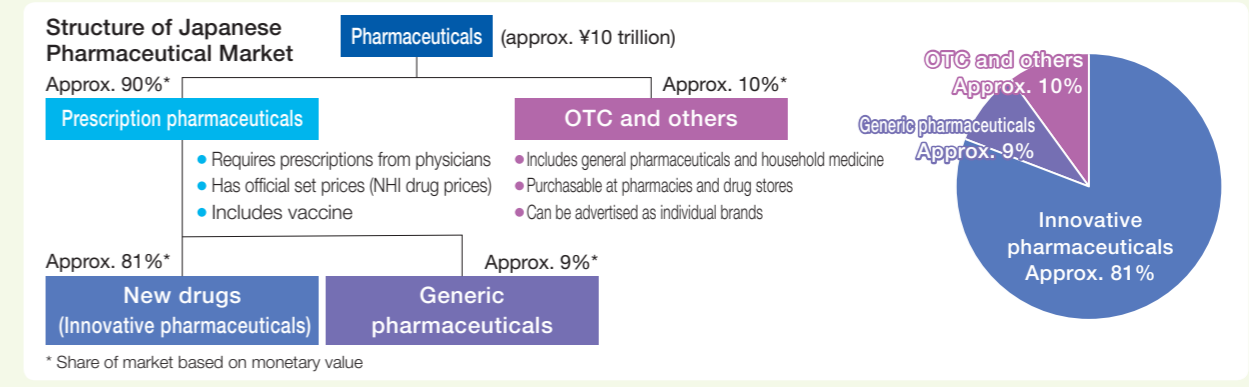 Structure of Japanese
Pharmaceutical Market
Pharmaceuticals (approx. ¥10 trillion)
Approx. 90%*
Approx. 10%*
Prescription pharmaceuticals
OTC and others
● Requires prescriptions from physicians
● Has official set prices (NHI drug prices)
● Includes vaccine
● Includes general pharmaceuticals and household medicine
● Purchasable at pharmacies and drug stores
● Can be advertised as individual brands
Approx. 81%*
Approx. 9%*
New drugs
(Innovative pharmaceuticals)
Generic
pharmaceuticals
* Share of market based on monetary value
OTC and others
Approx. 10%
Generic pharmaceuticals
Approx. 9%
Innovative
pharmaceuticals
Approx. 81%